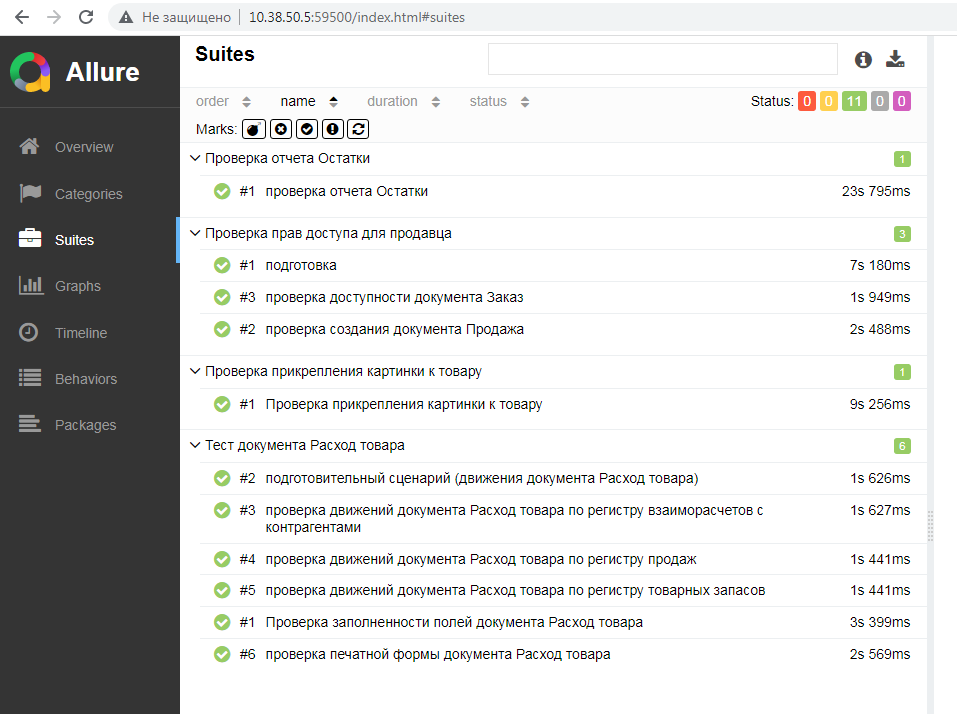 Не защищено 10.38.50.5:59500/index.html#suites
Allure
Overview
Categories
Suites
Graphs
Timeline
Behaviors
Packages
Suites
order name duration status Status: 0 0 11 0 0
Marks:
Проверка отчета Остатки 1
#1 проверка отчета Остатки 23s 795ms
Проверка прав доступа для продавца 3
#1 подготовка 7s 180ms
#3 проверка доступности документа Заказ 1s 949ms
#2 проверка создания документа Продажа 2s 488ms
Проверка прикрепления картинки к товару 1
#1 Проверка прикрепления картинки к товару 9s 256ms
Тест документа Расход товара 6
#2 подготовительный сценарий (движения документа Расход товара) 1s 626ms
#3 проверка движений документа Расход товара по регистру взаиморасчетов с 1s 627ms
контрагентами
#4 проверка движений документа Расход товара по регистру продаж 1s 441ms
#5 проверка движений документа Расход товара по регистру товарных запасов 1s 441ms
#1 Проверка заполненности полей документа Расход товара 3s 399ms
#6 проверка печатной формы документа Расход товара 2s 569ms